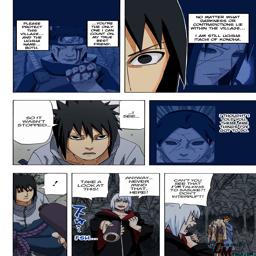 PLEASE
PROTECT THE
VILLAGE...
AND THE
UCHIHA
NAME...
BOTH.
...YOU'RE
THE ONLY
ONE I CAN
COUNT ON
MY TRUE
BEST
FRIEND.
NO MATTER WHAT
DARKNESS OR
CONTRADICTIONS LIE
WITHIN THE VILLAGE...
I AM STILL UCHIHA
ITACHI OF KONOHA.
SO IT
WASN'T
STOPPED...
...I
SEE...
I THOUGHT
TAKE A
LOOK AT
THIS!
ANYWAY...
NEVER
MIND THAT,
HERE!
CAN'T YOU
SEE THAT
I'M TALKING
TO SASUKE?!
DON'T
INTERRUPT!